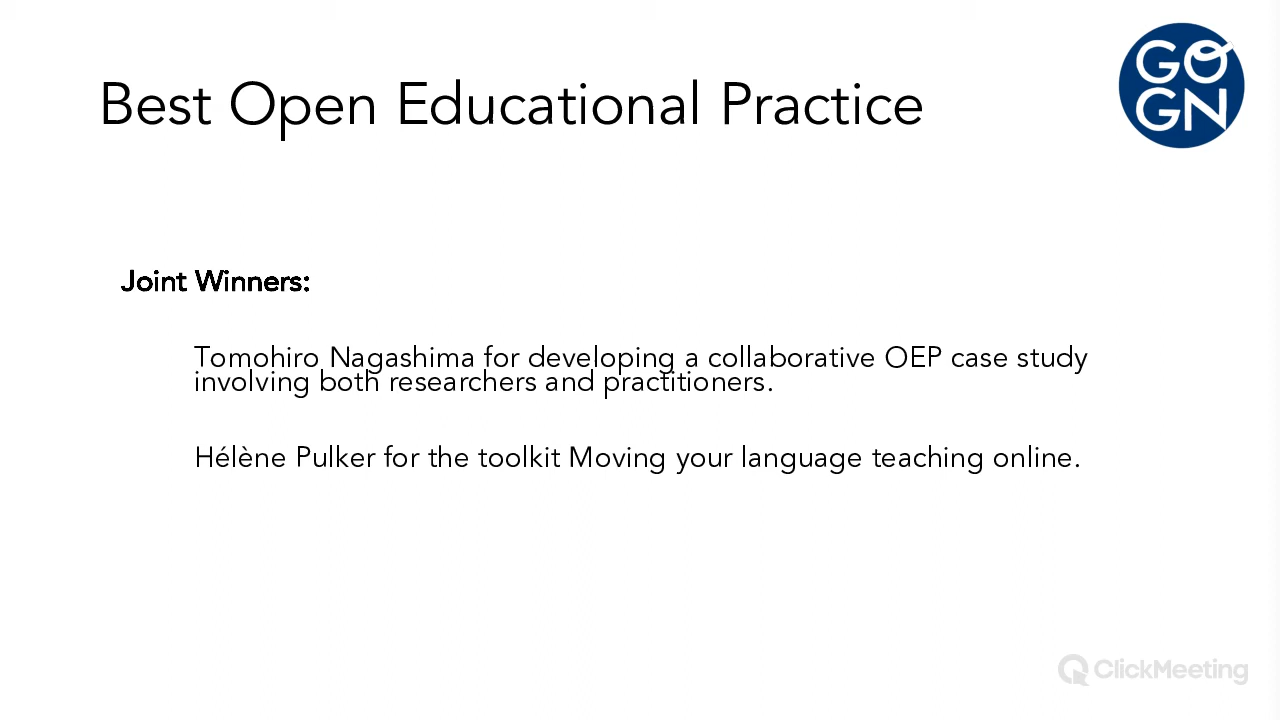 Best Open Educational Practice
GO
GN
Joint Winners:
Tomohiro Nagashima for developing a collaborative OEP case study
involving both researchers and practitioners.
Hélène Pulker for the toolkit Moving your language teaching online.
ClickMeeting